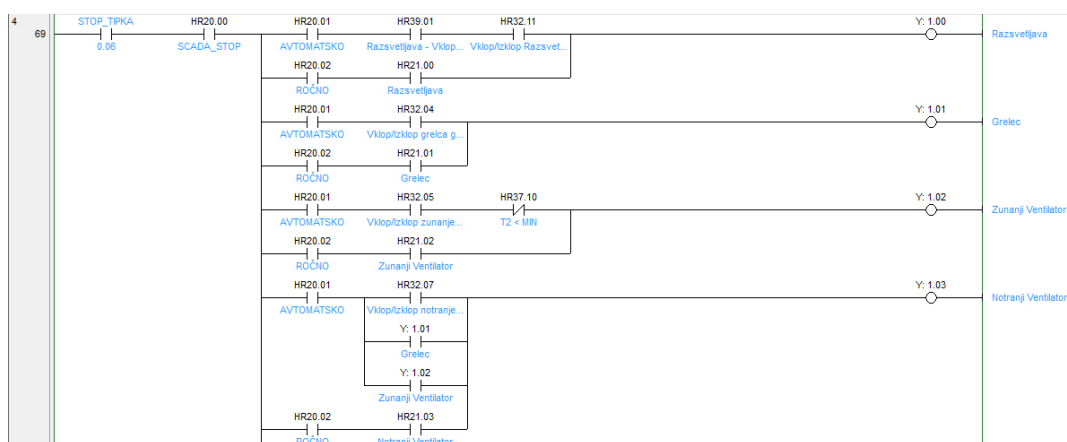 4 STOP_TIPKA HR20.00 HR20.01 HR39.01 HR32.11 Y: 1.00
69 Razsvetljava
0.06 SCADA_STOP AVTOMATSKO Razsvetljava - Vklop... Vklop/Izklop Razsvet...
HR20.02 HR21.00
ROČNO Razsvetljava
HR20.01 HR32.04 Y: 1.01
Grelec
AVTOMATSKO Vklop/Izklop grelca g...
HR20.02 HR21.01
ROČNO Grelec
HR20.01 HR32.05 HR37.10 Y: 1.02
Zunanji Ventilator
AVTOMATSKO Vklop/Izklop zunanje... T2 < MIN
HR20.02 HR21.02
ROČNO Zunanji Ventilator
HR20.01 HR32.07 Y: 1.03
Notranji Ventilator
AVTOMATSKO Vklop/Izklop notranje...
Y: 1.01
Grelec
Y: 1.02
Zunanji Ventilator
HR20.02 HR21.03
ROČNO Notranji Ventilator